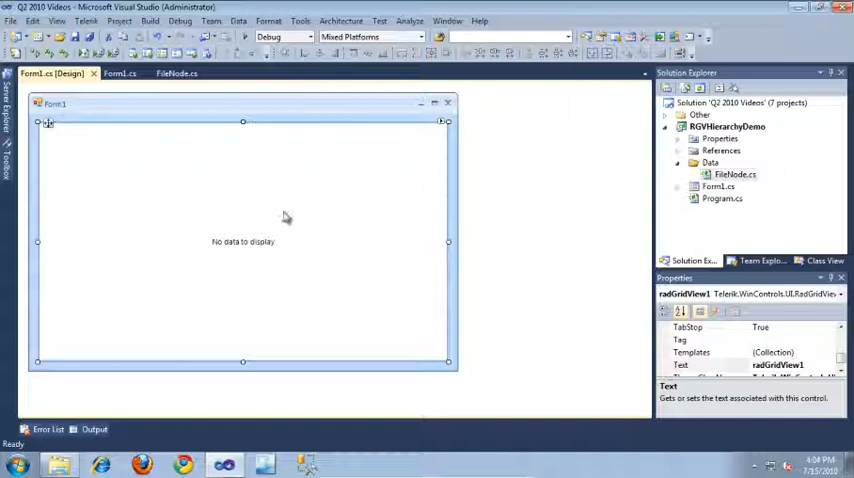 Q2 2010 Videos - Microsoft Visual Studio (Administrator)
File Edit View Telerik Project Build Debug Team Data Format Tools Architecture Test Analyze Window Help
Debug Mixed Platforms
Form1.cs [Design] Form1.cs FileNode.cs
Server Explorer
Toolbox
Form1
No data to display
Solution Explorer
Solution 'Q2 2010 Videos' (7 projects)
Other
RGVHierarchyDemo
Properties
References
Data
FileNode.cs
Form1.cs
Program.cs
Solution Ex... Team Explo... Class View
Properties
radGridView1 Telerik.WinControls.UI.RadGridView
TabStop True
Tag
Templates (Collection)
Text radGridView1
Text
Gets or sets the text associated with this control.
Error List Output
Ready
4:04 PM
7/15/2010